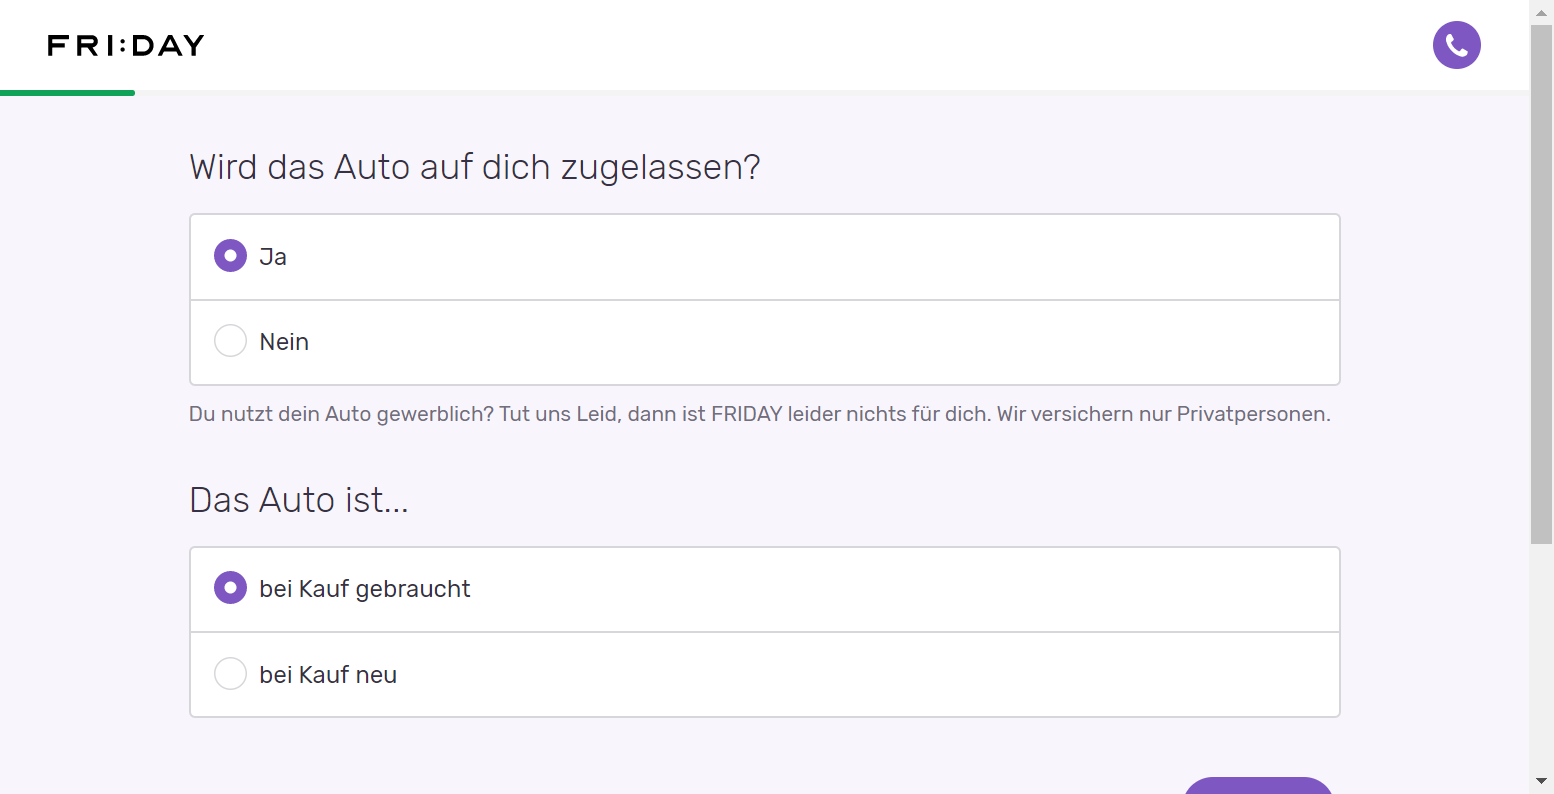 FRI:DAY
Wird das Auto auf dich zugelassen?
Ja
Nein
Du nutzt dein Auto gewerblich? Tut uns Leid, dann ist FRIDAY leider nichts für dich. Wir versichern nur Privatpersonen.
Das Auto ist...
bei Kauf gebraucht
bei Kauf neu